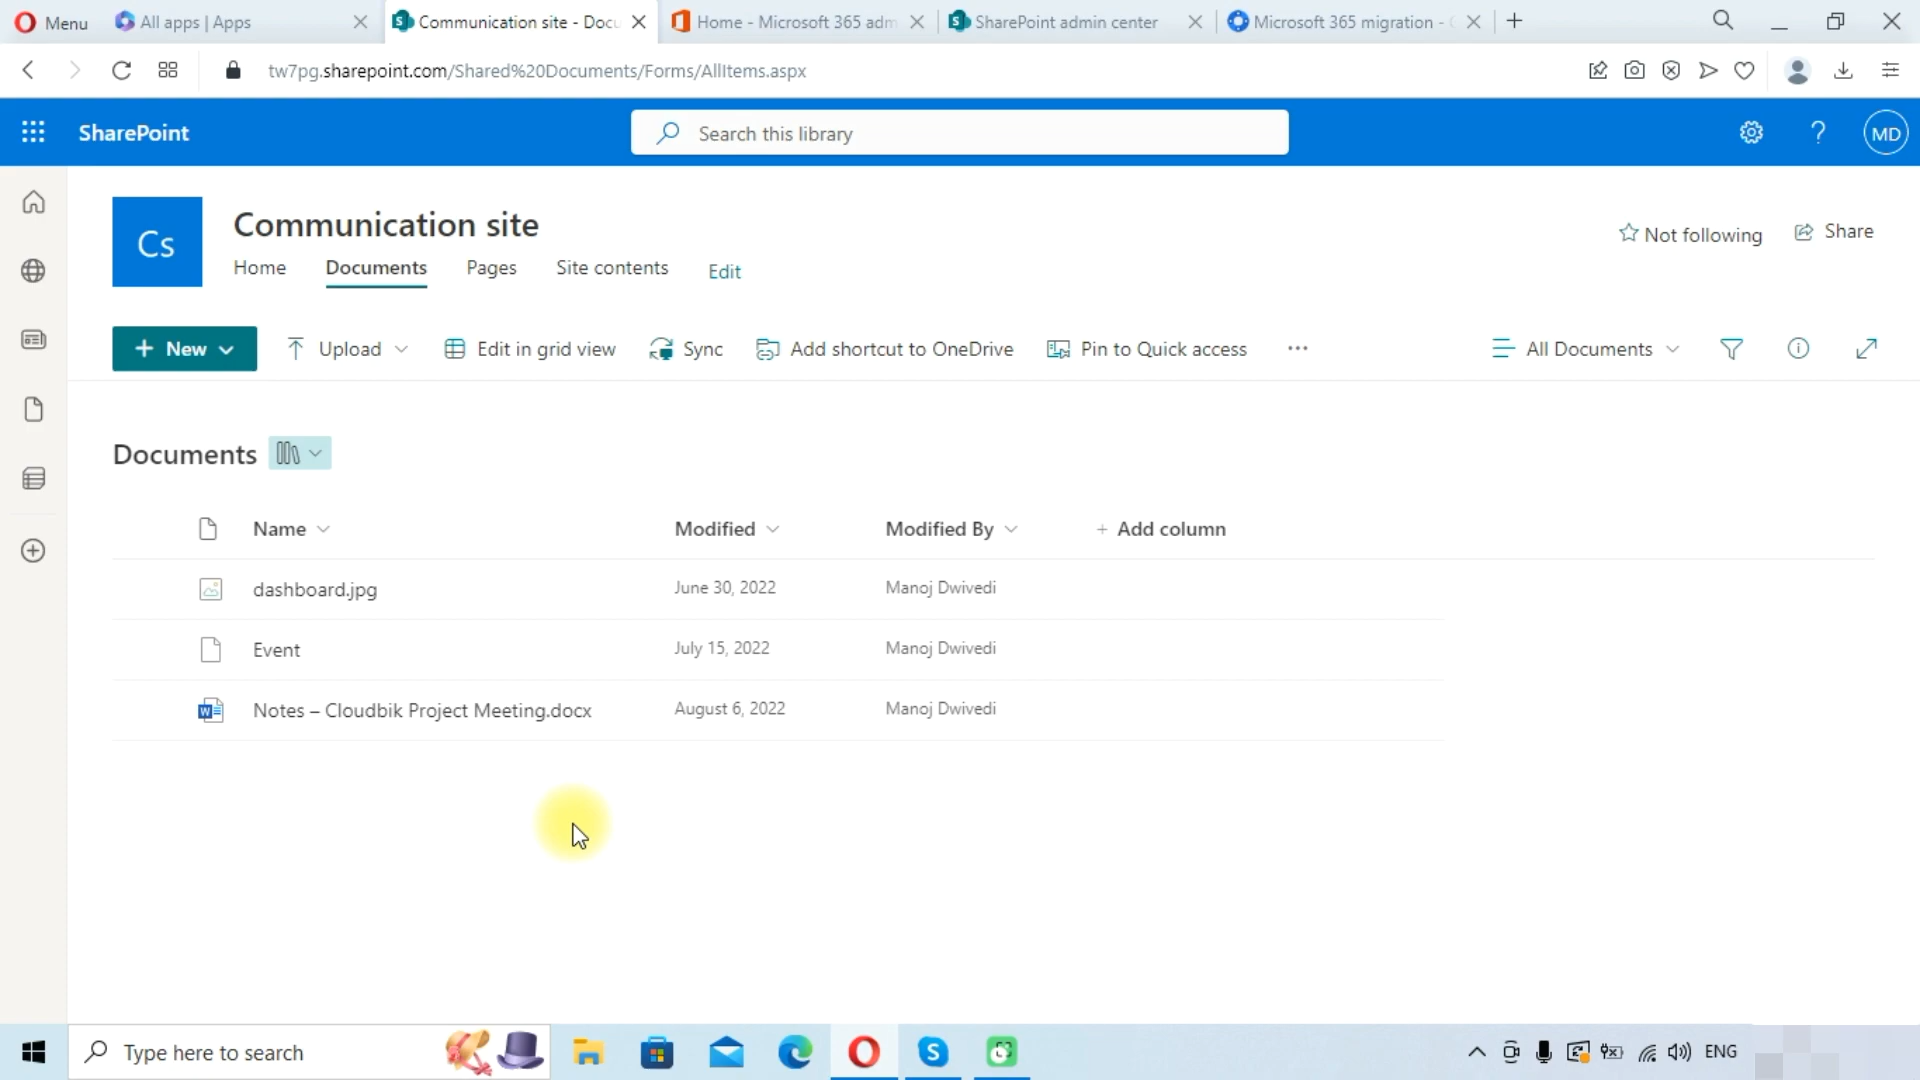 Menu
All apps | Apps
Communication site - Docu
Home - Microsoft 365 adm
SharePoint admin center
Microsoft 365 migration -
tw7pg.sharepoint.com/Shared%20Documents/Forms/AllItems.aspx
SharePoint
Search this library
MD
Cs
Communication site
Not following
Share
Home
Documents
Pages
Site contents
Edit
New
Upload
Edit in grid view
Sync
Add shortcut to OneDrive
Pin to Quick access
All Documents
Documents
Name
Modified
Modified By
Add column
dashboard.jpg
June 30, 2022
Manoj Dwivedi
Event
July 15, 2022
Manoj Dwivedi
Notes – Cloudbik Project Meeting.docx
August 6, 2022
Manoj Dwivedi
Type here to search
ENG